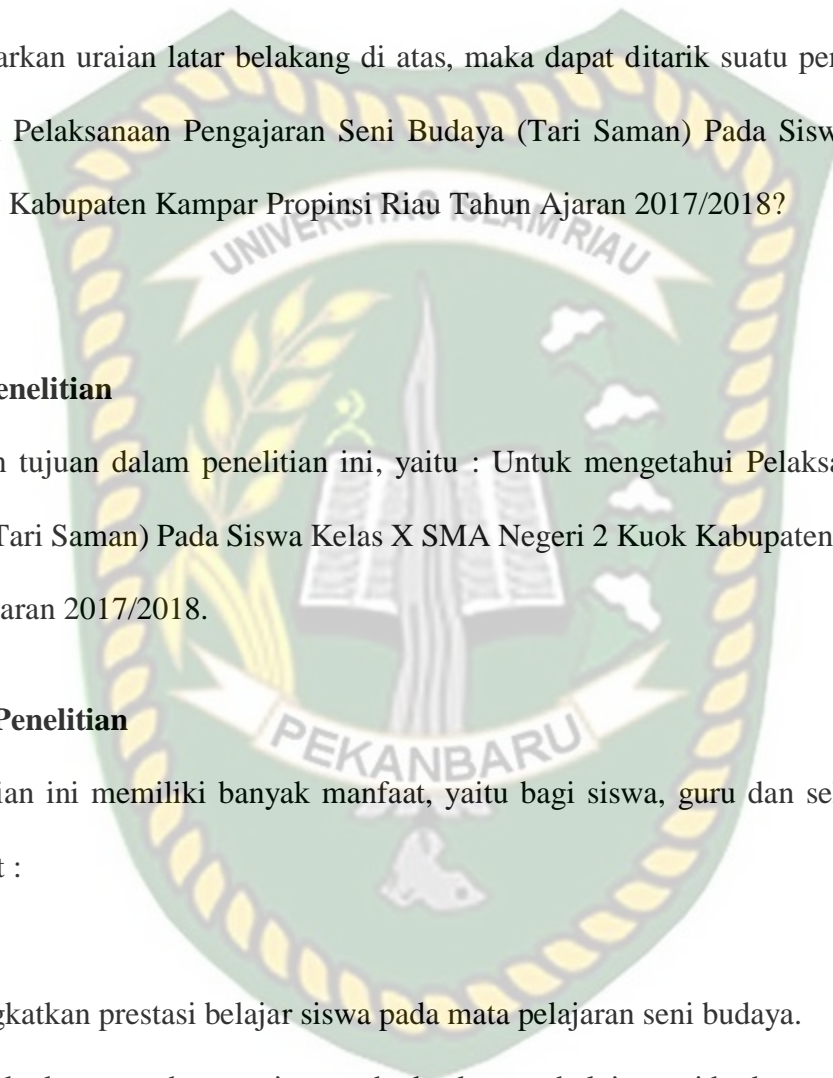 arkan uraian latar belakang di atas, maka dapat ditarik suatu per
Pelaksanaan Pengajaran Seni Budaya (Tari Saman) Pada Sisw
Kabupaten Kampar Propinsi Riau Tahun Ajaran 2017/2018?
UNIVERSITAS ISLAM RIAU
enelitian
n tujuan dalam penelitian ini, yaitu : Untuk mengetahui Pelaksa
Tari Saman) Pada Siswa Kelas X SMA Negeri 2 Kuok Kabupaten
aran 2017/2018.
Penelitian
PEKANBARU
ian ini memiliki banyak manfaat, yaitu bagi siswa, guru dan se
t :
gkatkan prestasi belajar siswa pada mata pelajaran seni budaya.